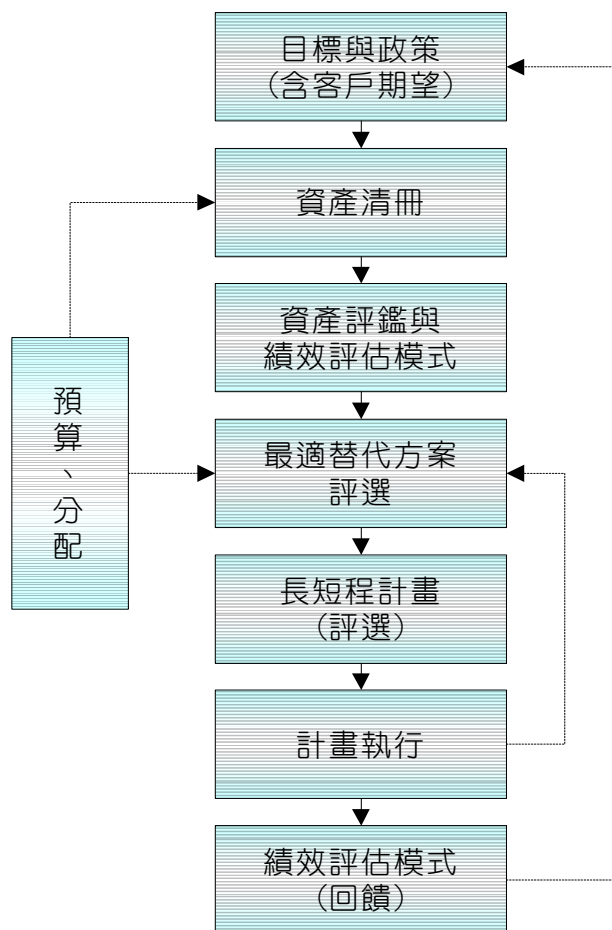 目標與政策
(含客戶期望)
資產清冊
資產評鑑與
績效評估模式
預算、分配
最適替代方案
評選
長短程計畫
(評選)
計畫執行
績效評估模式
(回饋)